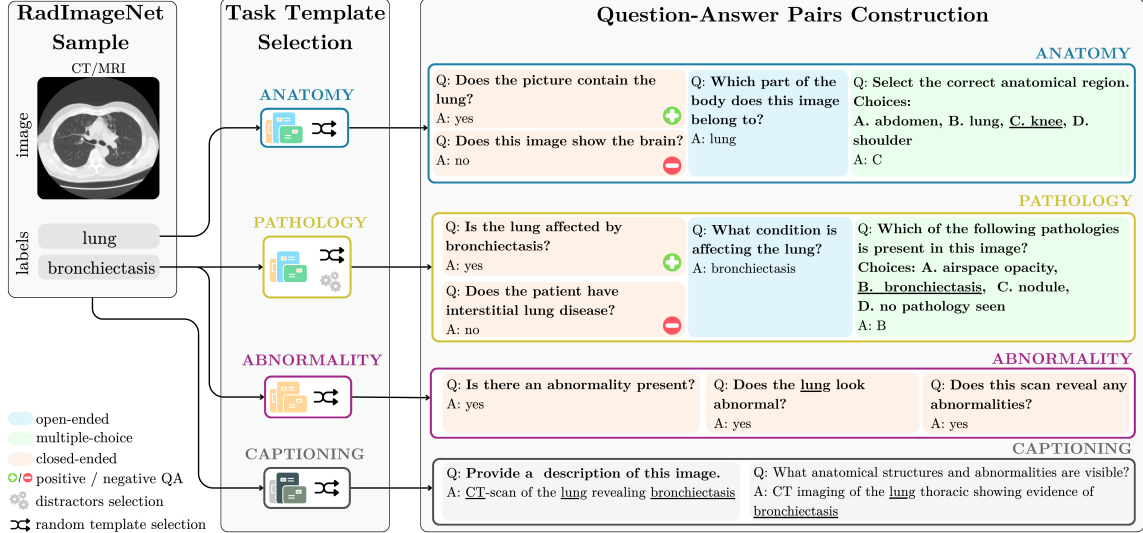 RadImageNet
Sample
CT/MRI
image
labels
lung
bronchiectasis
open-ended
multiple-choice
closed-ended
/ positive / negative QA
distractors selection
random template selection
Task Template
Selection
ANATOMY
PATHOLOGY
ABNORMALITY
CAPTIONING
Question-Answer Pairs Construction
ANATOMY
Q: Does the picture contain the
lung?
A: yes
Q: Does this image show the brain?
A: no
Q: Which part of the
body does this image
belong to?
A: lung
Q: Select the correct anatomical region.
Choices:
A. abdomen, B. lung, C. knee, D.
shoulder
A: C
PATHOLOGY
Q: Is the lung affected by
bronchiectasis?
A: yes
Q: Does the patient have
interstitial lung disease?
A: no
Q: What condition is
affecting the lung?
A: bronchiectasis
Q: Which of the following pathologies
is present in this image?
Choices: A. airspace opacity,
B. bronchiectasis, C. nodule,
D. no pathology seen
A: B
ABNORMALITY
Q: Is there an abnormality present?
A: yes
Q: Does the lung look
abnormal?
A: yes
Q: Does this scan reveal any
abnormalities?
A: yes
CAPTIONING
Q: Provide a description of this image.
A: CT-scan of the lung revealing bronchiectasis
Q: What anatomical structures and abnormalities are visible?
A: CT imaging of the lung thoracic showing evidence of
bronchiectasis